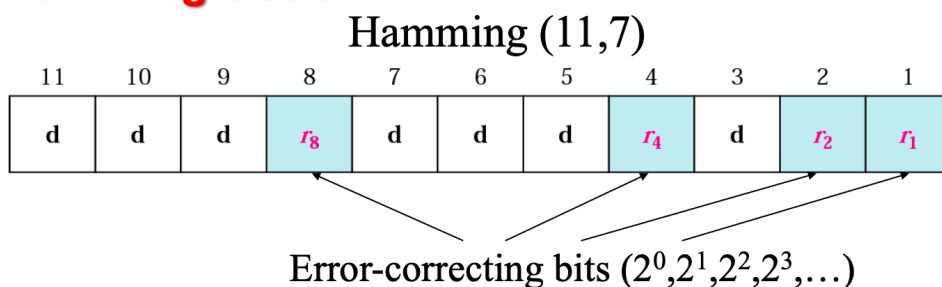 Hamming (11,7)
11 10 9 8 7 6 5 4 3 2 1
d d d r₈ d d d r₄ d r₂ r₁
Error-correcting bits (2⁰,2¹,2²,2³,…)